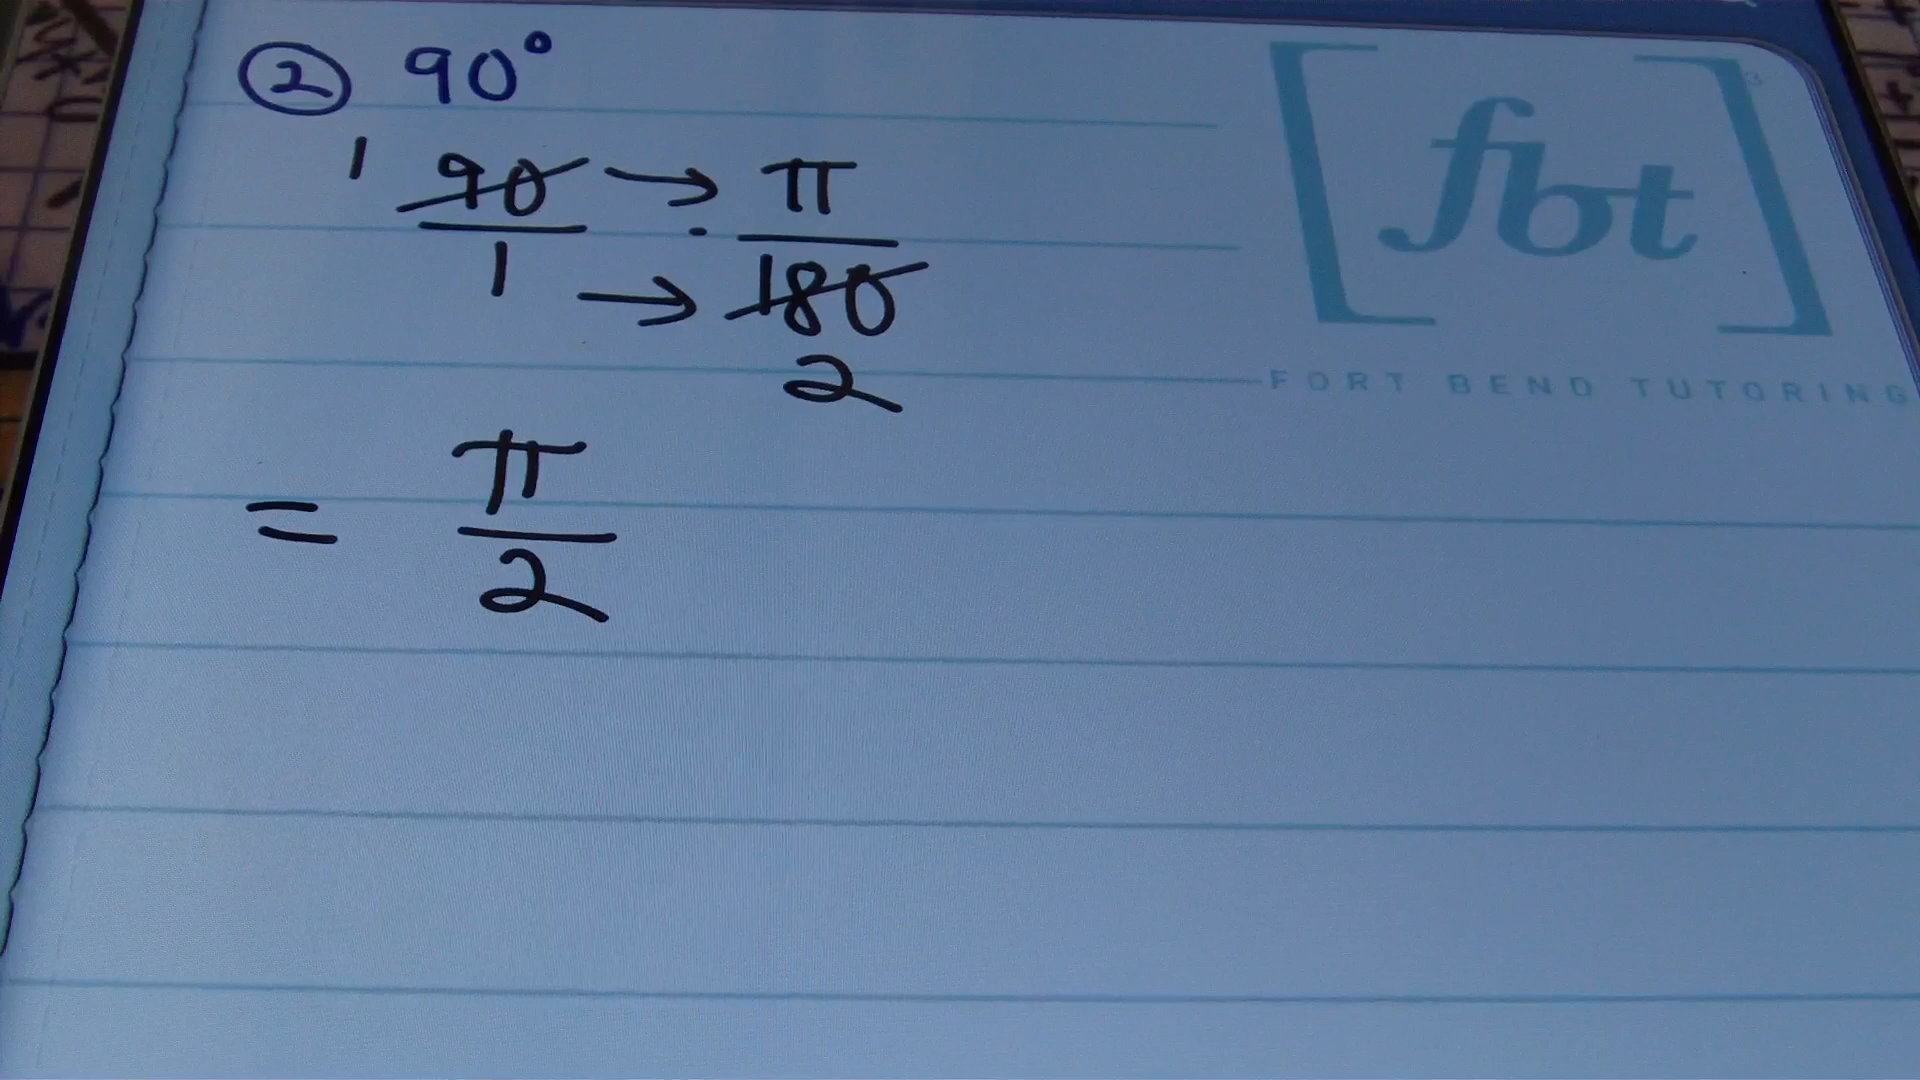 ② 90°
1 90/1 → · π/180 →
2
= π/2
fbt
FORT BEND TUTORING